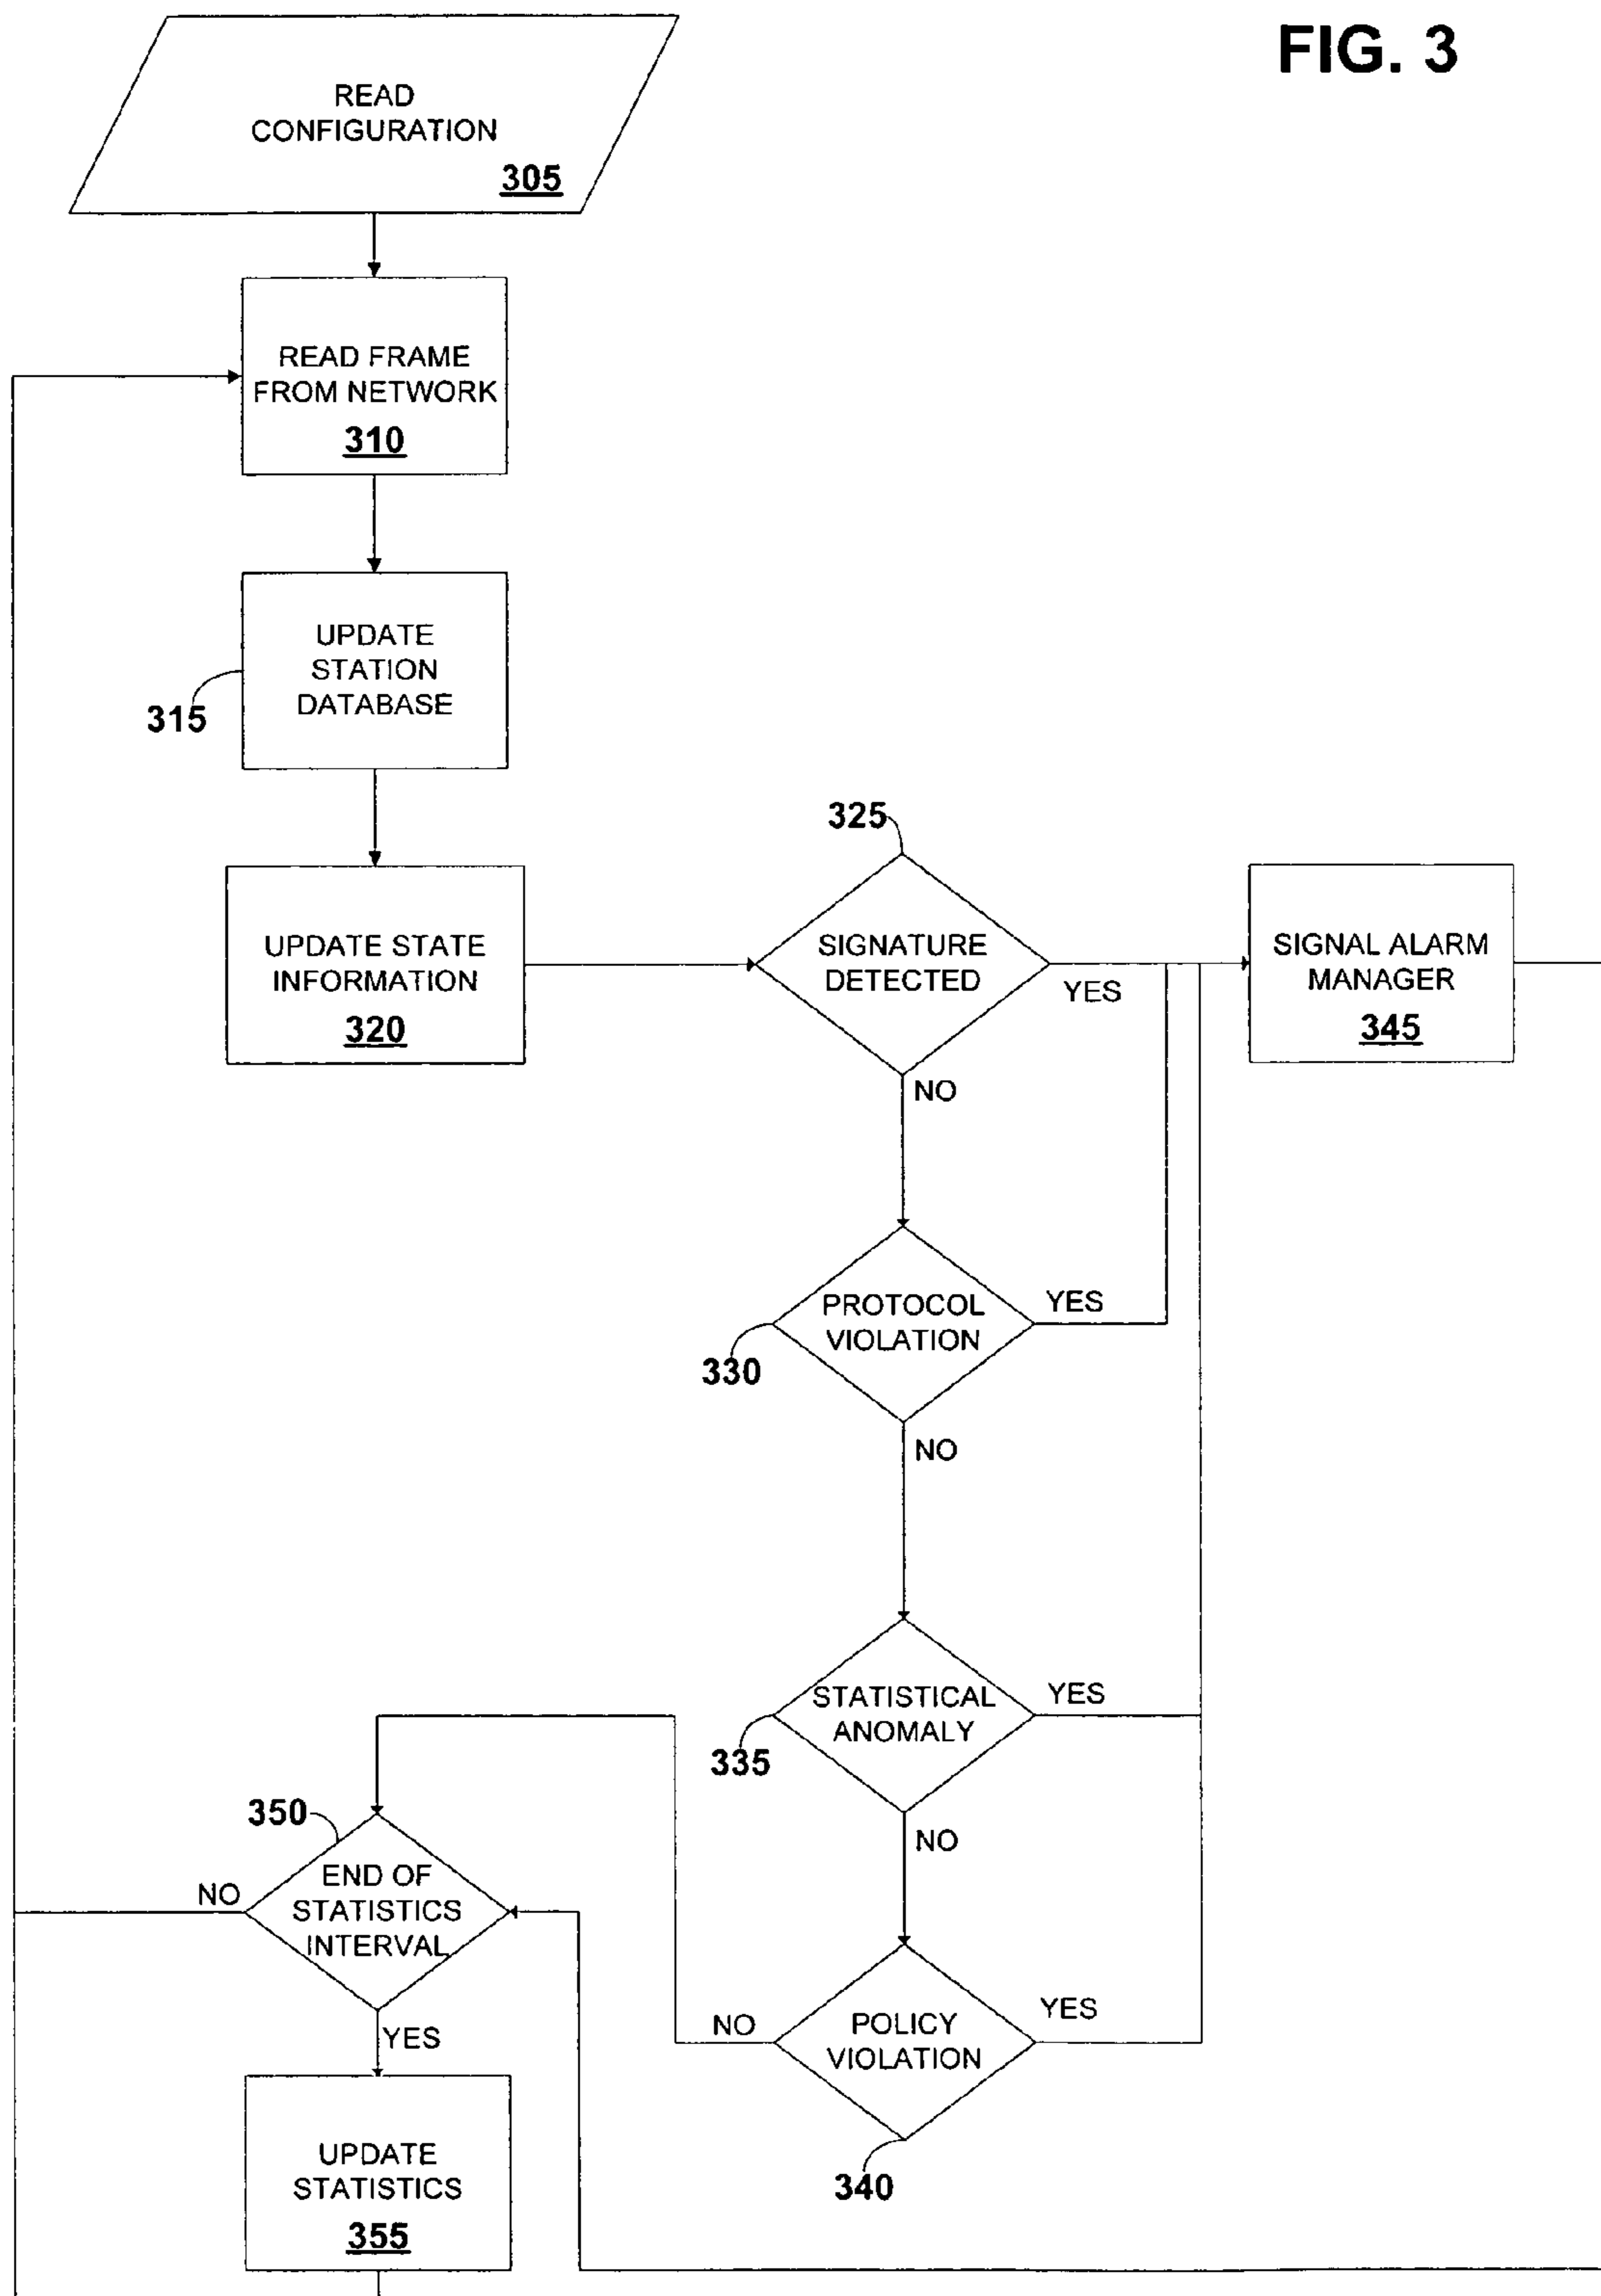 FIG. 3
READ
CONFIGURATION
305
READ FRAME
FROM NETWORK
310
UPDATE
STATION
DATABASE
315
UPDATE STATE
INFORMATION
320
325
SIGNATURE
DETECTED
YES
NO
SIGNAL ALARM
MANAGER
345
PROTOCOL
VIOLATION
YES
330
NO
STATISTICAL
ANOMALY
YES
335
NO
350
END OF
STATISTICS
INTERVAL
NO
YES
POLICY
VIOLATION
YES
NO
340
UPDATE
STATISTICS
355